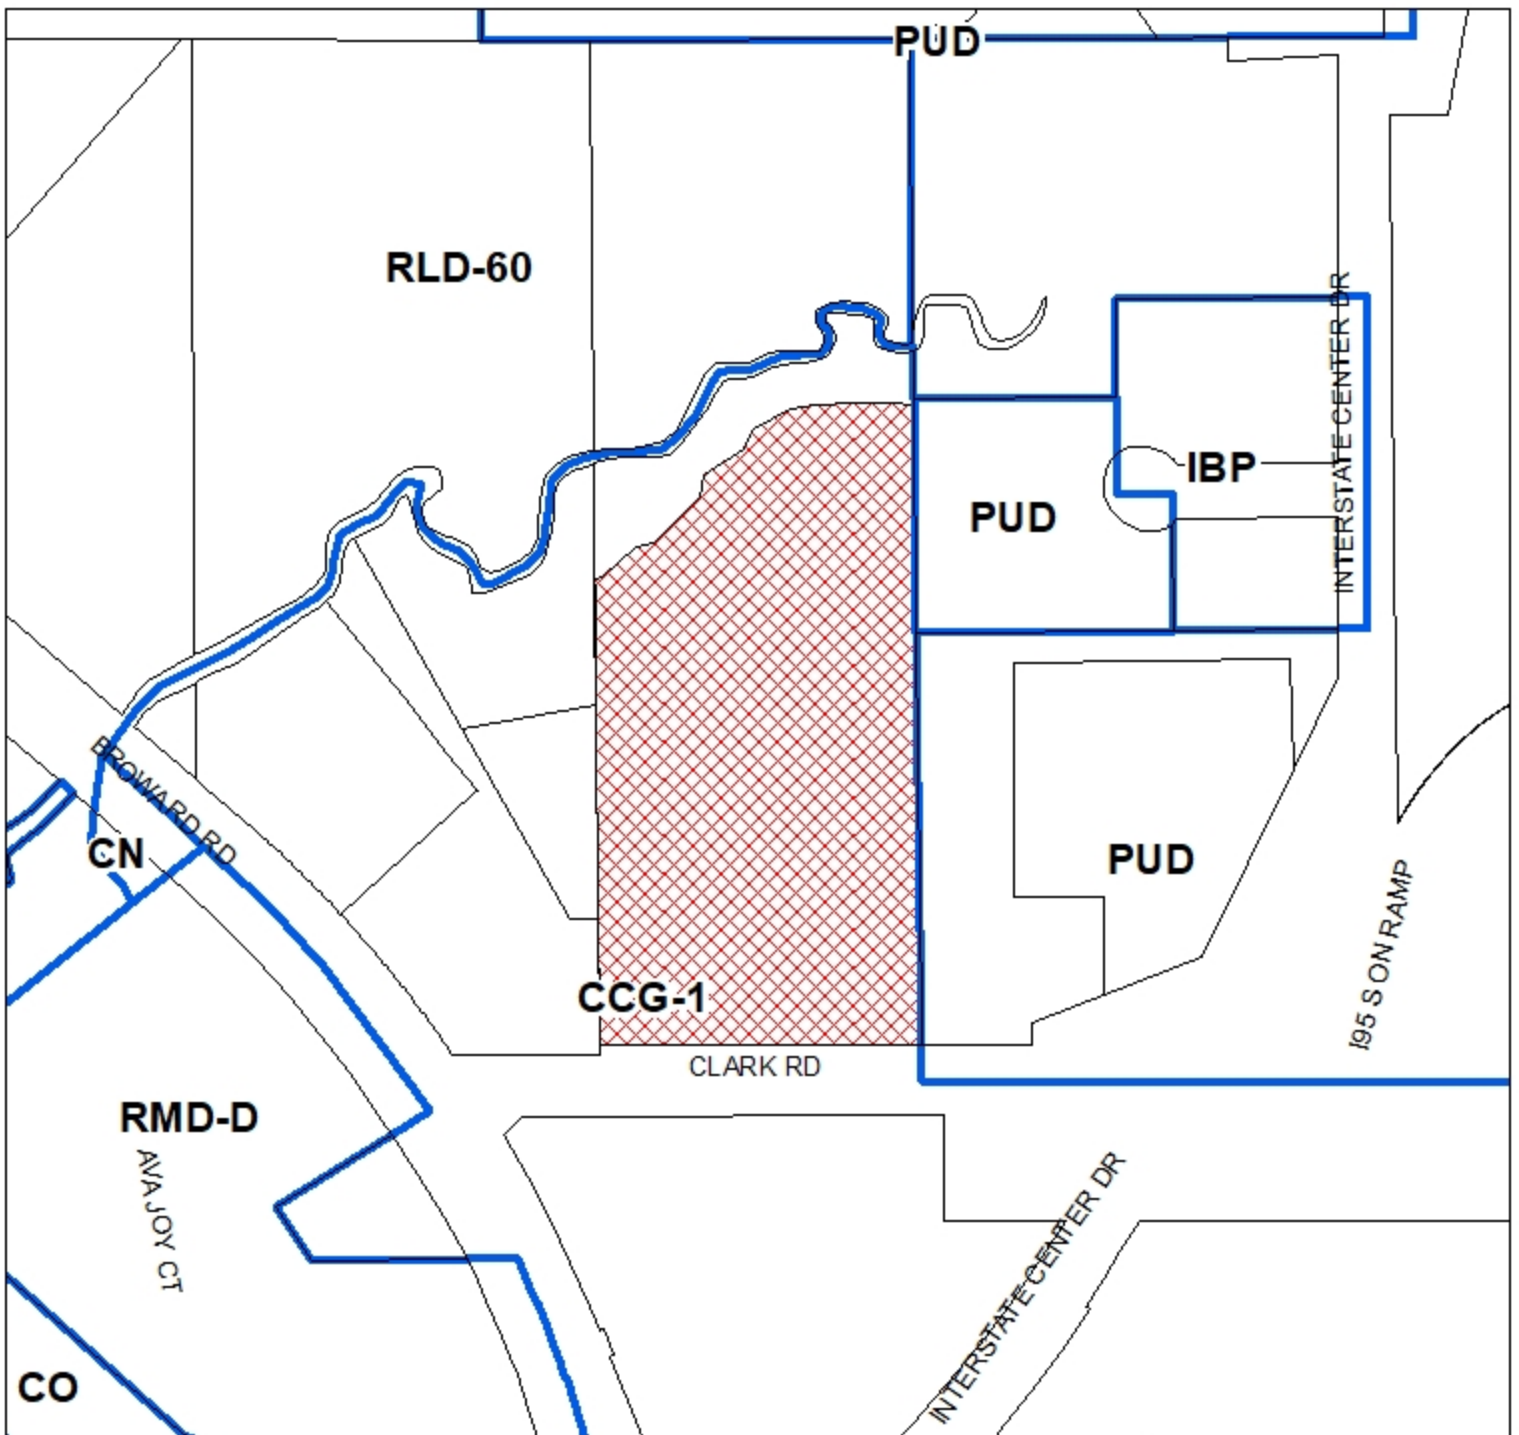 PUD
RLD-60
INTERSTATE CENTER DR
IBP
PUD
BROWARD RD
CN
PUD
I95 S ON RAMP
CCG-1
CLARK RD
RMD-D
AVA JOY CT
INTERSTATE CENTER DR
CO